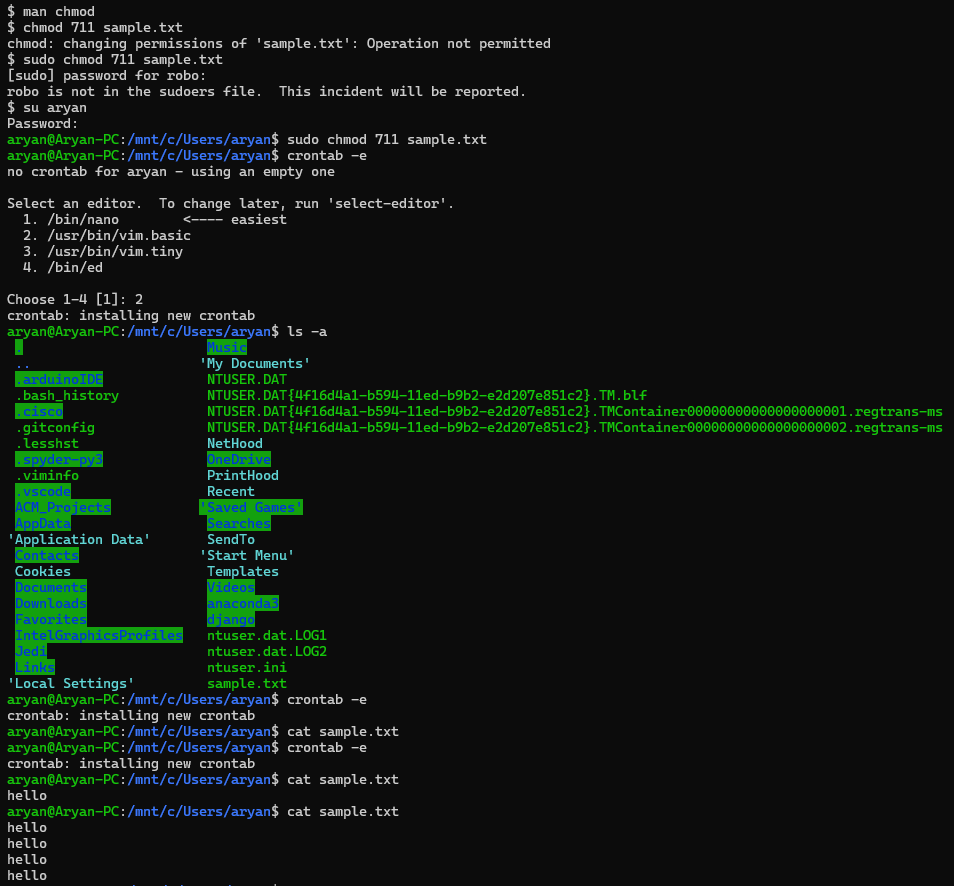 $ man chmod
$ chmod 711 sample.txt
chmod: changing permissions of 'sample.txt': Operation not permitted
$ sudo chmod 711 sample.txt
[sudo] password for robo:
robo is not in the sudoers file.  This incident will be reported.
$ su aryan
Password:
aryan@Aryan-PC:/mnt/c/Users/aryan$ sudo chmod 711 sample.txt
aryan@Aryan-PC:/mnt/c/Users/aryan$ crontab -e
no crontab for aryan - using an empty one

Select an editor.  To change later, run 'select-editor'.
  1. /bin/nano        <---- easiest
  2. /usr/bin/vim.basic
  3. /usr/bin/vim.tiny
  4. /bin/ed

Choose 1-4 [1]: 2
crontab: installing new crontab
aryan@Aryan-PC:/mnt/c/Users/aryan$ ls -a
 .                       Music
 ..                     'My Documents'
 .arduinoIDE             NTUSER.DAT
 .bash_history           NTUSER.DAT{4f16d4a1-b594-11ed-b9b2-e2d207e851c2}.TM.blf
 .cisco                  NTUSER.DAT{4f16d4a1-b594-11ed-b9b2-e2d207e851c2}.TMContainer00000000000000000001.regtrans-ms
 .gitconfig              NTUSER.DAT{4f16d4a1-b594-11ed-b9b2-e2d207e851c2}.TMContainer00000000000000000002.regtrans-ms
 .lesshst                NetHood
 .spyder-py3             OneDrive
 .viminfo                PrintHood
 .vscode                 Recent
 ACM_Projects           'Saved Games'
 AppData                 Searches
'Application Data'       SendTo
 Contacts               'Start Menu'
 Cookies                 Templates
 Documents               Videos
 Downloads               anaconda3
 Favorites               django
 IntelGraphicsProfiles   ntuser.dat.LOG1
 Jedi                    ntuser.dat.LOG2
 Links                   ntuser.ini
'Local Settings'         sample.txt
aryan@Aryan-PC:/mnt/c/Users/aryan$ crontab -e
crontab: installing new crontab
aryan@Aryan-PC:/mnt/c/Users/aryan$ cat sample.txt
aryan@Aryan-PC:/mnt/c/Users/aryan$ crontab -e
crontab: installing new crontab
aryan@Aryan-PC:/mnt/c/Users/aryan$ cat sample.txt
hello
aryan@Aryan-PC:/mnt/c/Users/aryan$ cat sample.txt
hello
hello
hello
hello